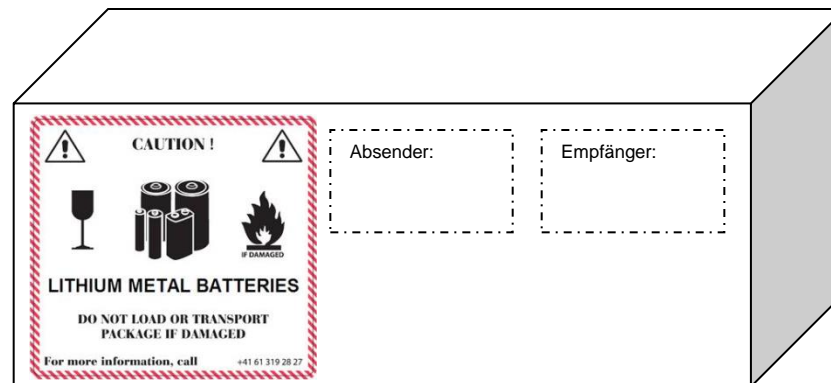 CAUTION !
Absender:
Empfänger:
IF DAMAGED
LITHIUM METAL BATTERIES
DO NOT LOAD OR TRANSPORT
PACKAGE IF DAMAGED
For more information, call +41 61 319 28 27